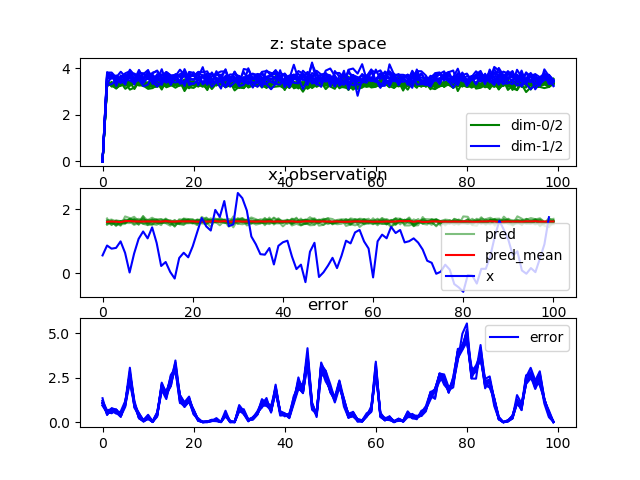 z: state space
4
2
0
dim-0/2
dim-1/2
0 20 40 60 80 100
x: observation
2
0
pred
pred_mean
x
0 20 40 60 80 100
error
5.0
2.5
0.0
error
0 20 40 60 80 100